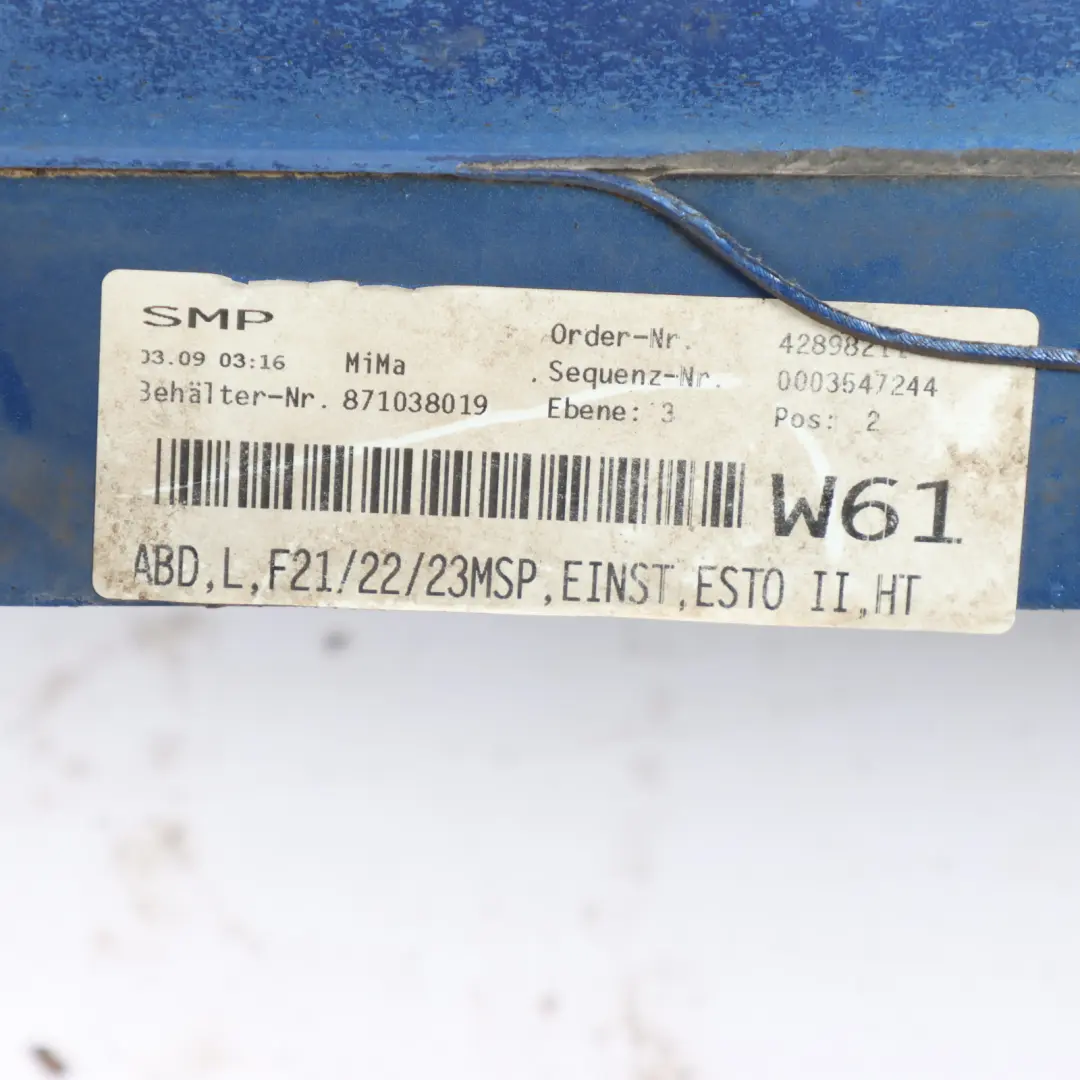 SMP
03.09 03:16 MiMa
Behälter-Nr. 871038019
Order-Nr.
Sequenz-Nr. 0003547244
Ebene: 3 Pos: 2
W61
ABD,L,F21/22/23MSP,EINST,ESTO II,HT